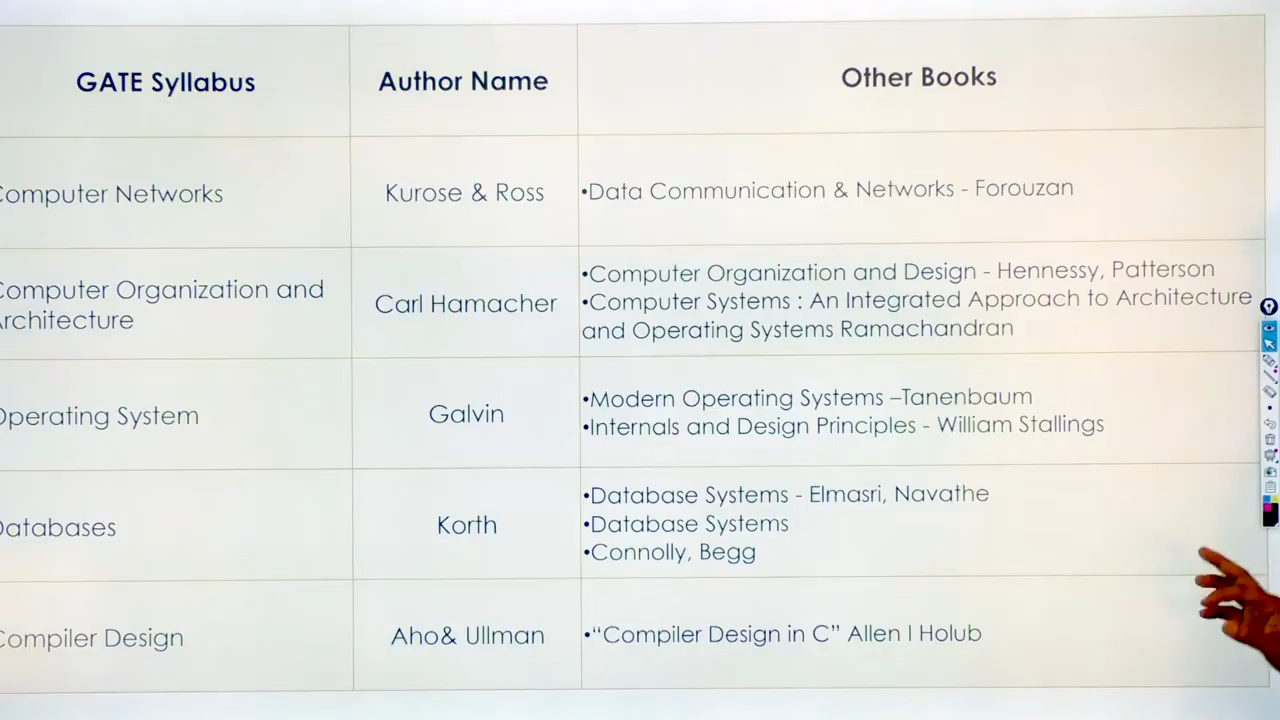 GATE Syllabus
Author Name
Other Books
Computer Networks
Kurose & Ross
•Data Communication & Networks - Forouzan
Computer Organization and
Architecture
Carl Hamacher
•Computer Organization and Design - Hennessy, Patterson
•Computer Systems : An Integrated Approach to Architecture
and Operating Systems Ramachandran
Operating System
Galvin
•Modern Operating Systems –Tanenbaum
•Internals and Design Principles - William Stallings
Databases
Korth
•Database Systems - Elmasri, Navathe
•Database Systems
•Connolly, Begg
Compiler Design
Aho& Ullman
•“Compiler Design in C” Allen I Holub